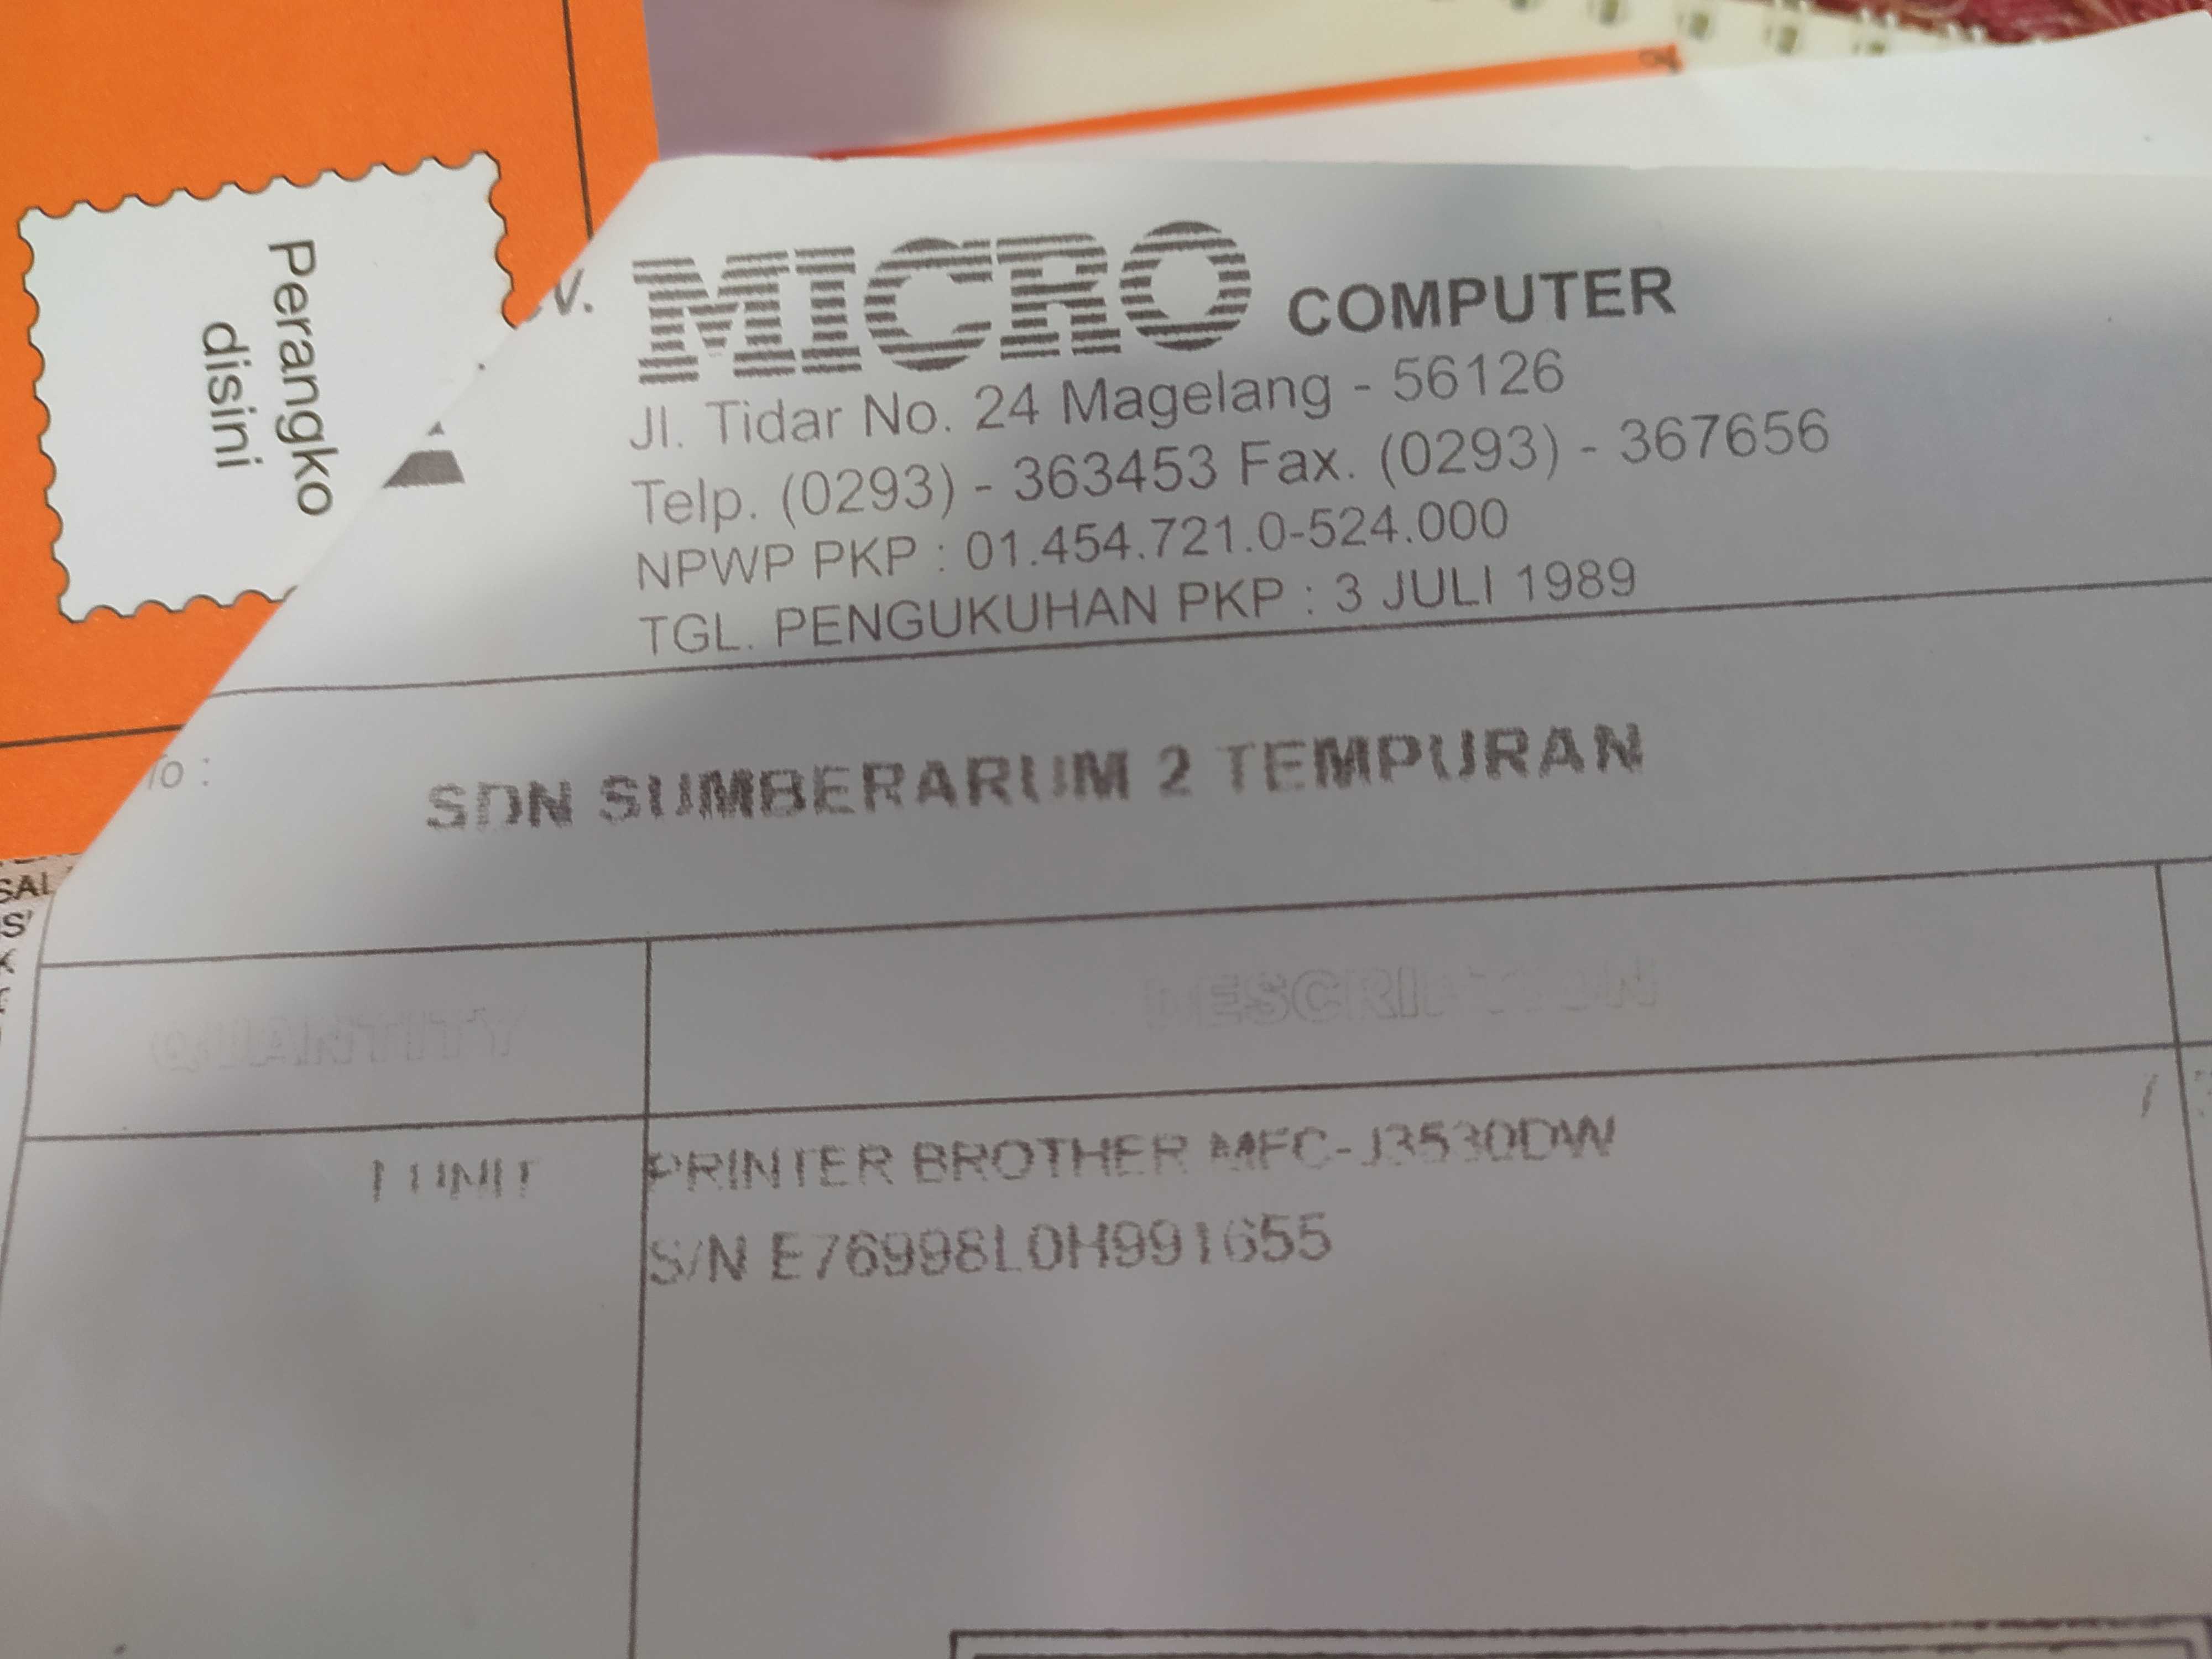 Perangko
disini
V. MICRO COMPUTER
Jl. Tidar No. 24 Magelang - 56126
Telp. (0293) - 363453 Fax. (0293) - 367656
NPWP PKP : 01.454.721.0-524.000
TGL. PENGUKUHAN PKP : 3 JULI 1989
To :
SDN SUMBERARUM 2 TEMPURAN
QUANTITY DESCRIPTION
1 UNIT PRINTER BROTHER MFC-J3530DW
S/N E76998L0H991655